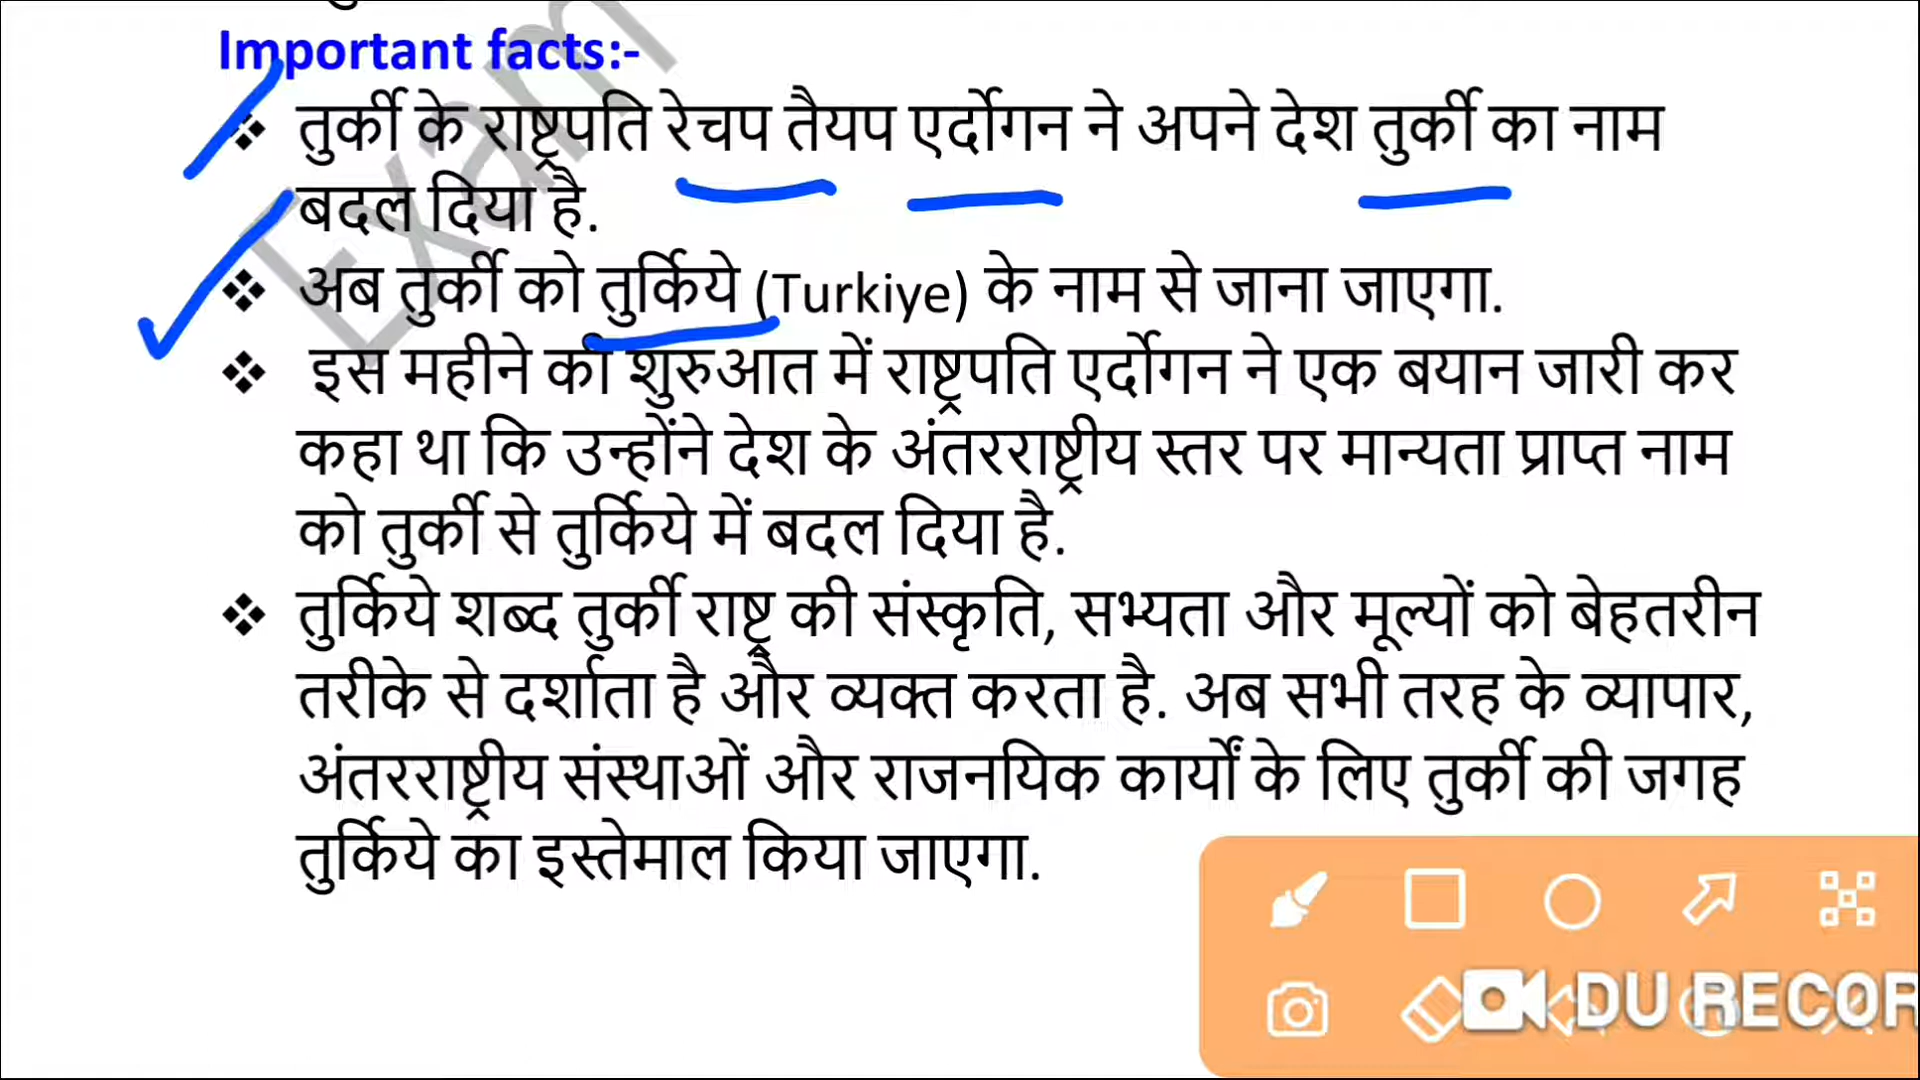 Important facts:-
❖ तुर्की के राष्ट्रपति रेचप तैयप एर्दोगन ने अपने देश तुर्की का नाम
बदल दिया है.
❖ अब तुर्की को तुर्किये (Turkiye) के नाम से जाना जाएगा.
❖ इस महीने की शुरुआत में राष्ट्रपति एर्दोगन ने एक बयान जारी कर
कहा था कि उन्होंने देश के अंतरराष्ट्रीय स्तर पर मान्यता प्राप्त नाम
को तुर्की से तुर्किये में बदल दिया है.
❖ तुर्किये शब्द तुर्की राष्ट्र की संस्कृति, सभ्यता और मूल्यों को बेहतरीन
तरीके से दर्शाता है और व्यक्त करता है. अब सभी तरह के व्यापार,
अंतरराष्ट्रीय संस्थाओं और राजनयिक कार्यों के लिए तुर्की की जगह
तुर्किये का इस्तेमाल किया जाएगा.
Exam
DU RECOR